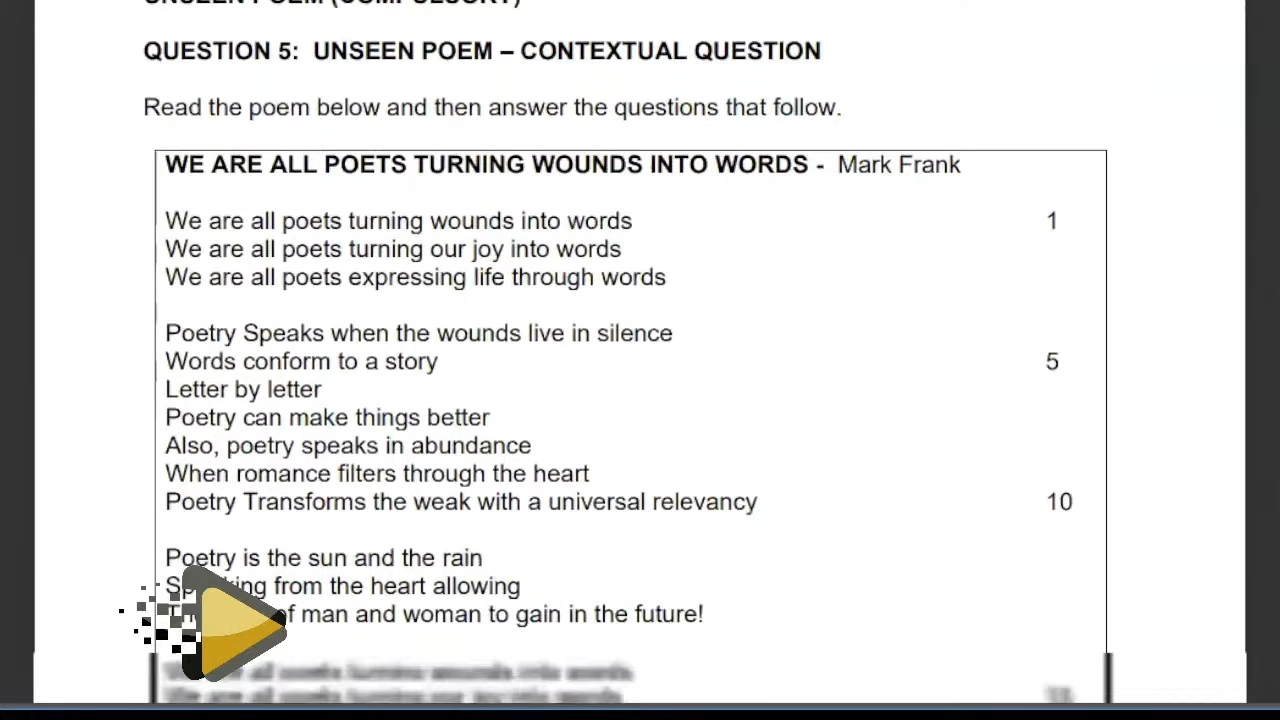 QUESTION 5: UNSEEN POEM – CONTEXTUAL QUESTION
Read the poem below and then answer the questions that follow.
WE ARE ALL POETS TURNING WOUNDS INTO WORDS - Mark Frank
We are all poets turning wounds into words 1
We are all poets turning our joy into words
We are all poets expressing life through words
Poetry Speaks when the wounds live in silence
Words conform to a story 5
Letter by letter
Poetry can make things better
Also, poetry speaks in abundance
When romance filters through the heart
Poetry Transforms the weak with a universal relevancy 10
Poetry is the sun and the rain
from the heart allowing
of man and woman to gain in the future!